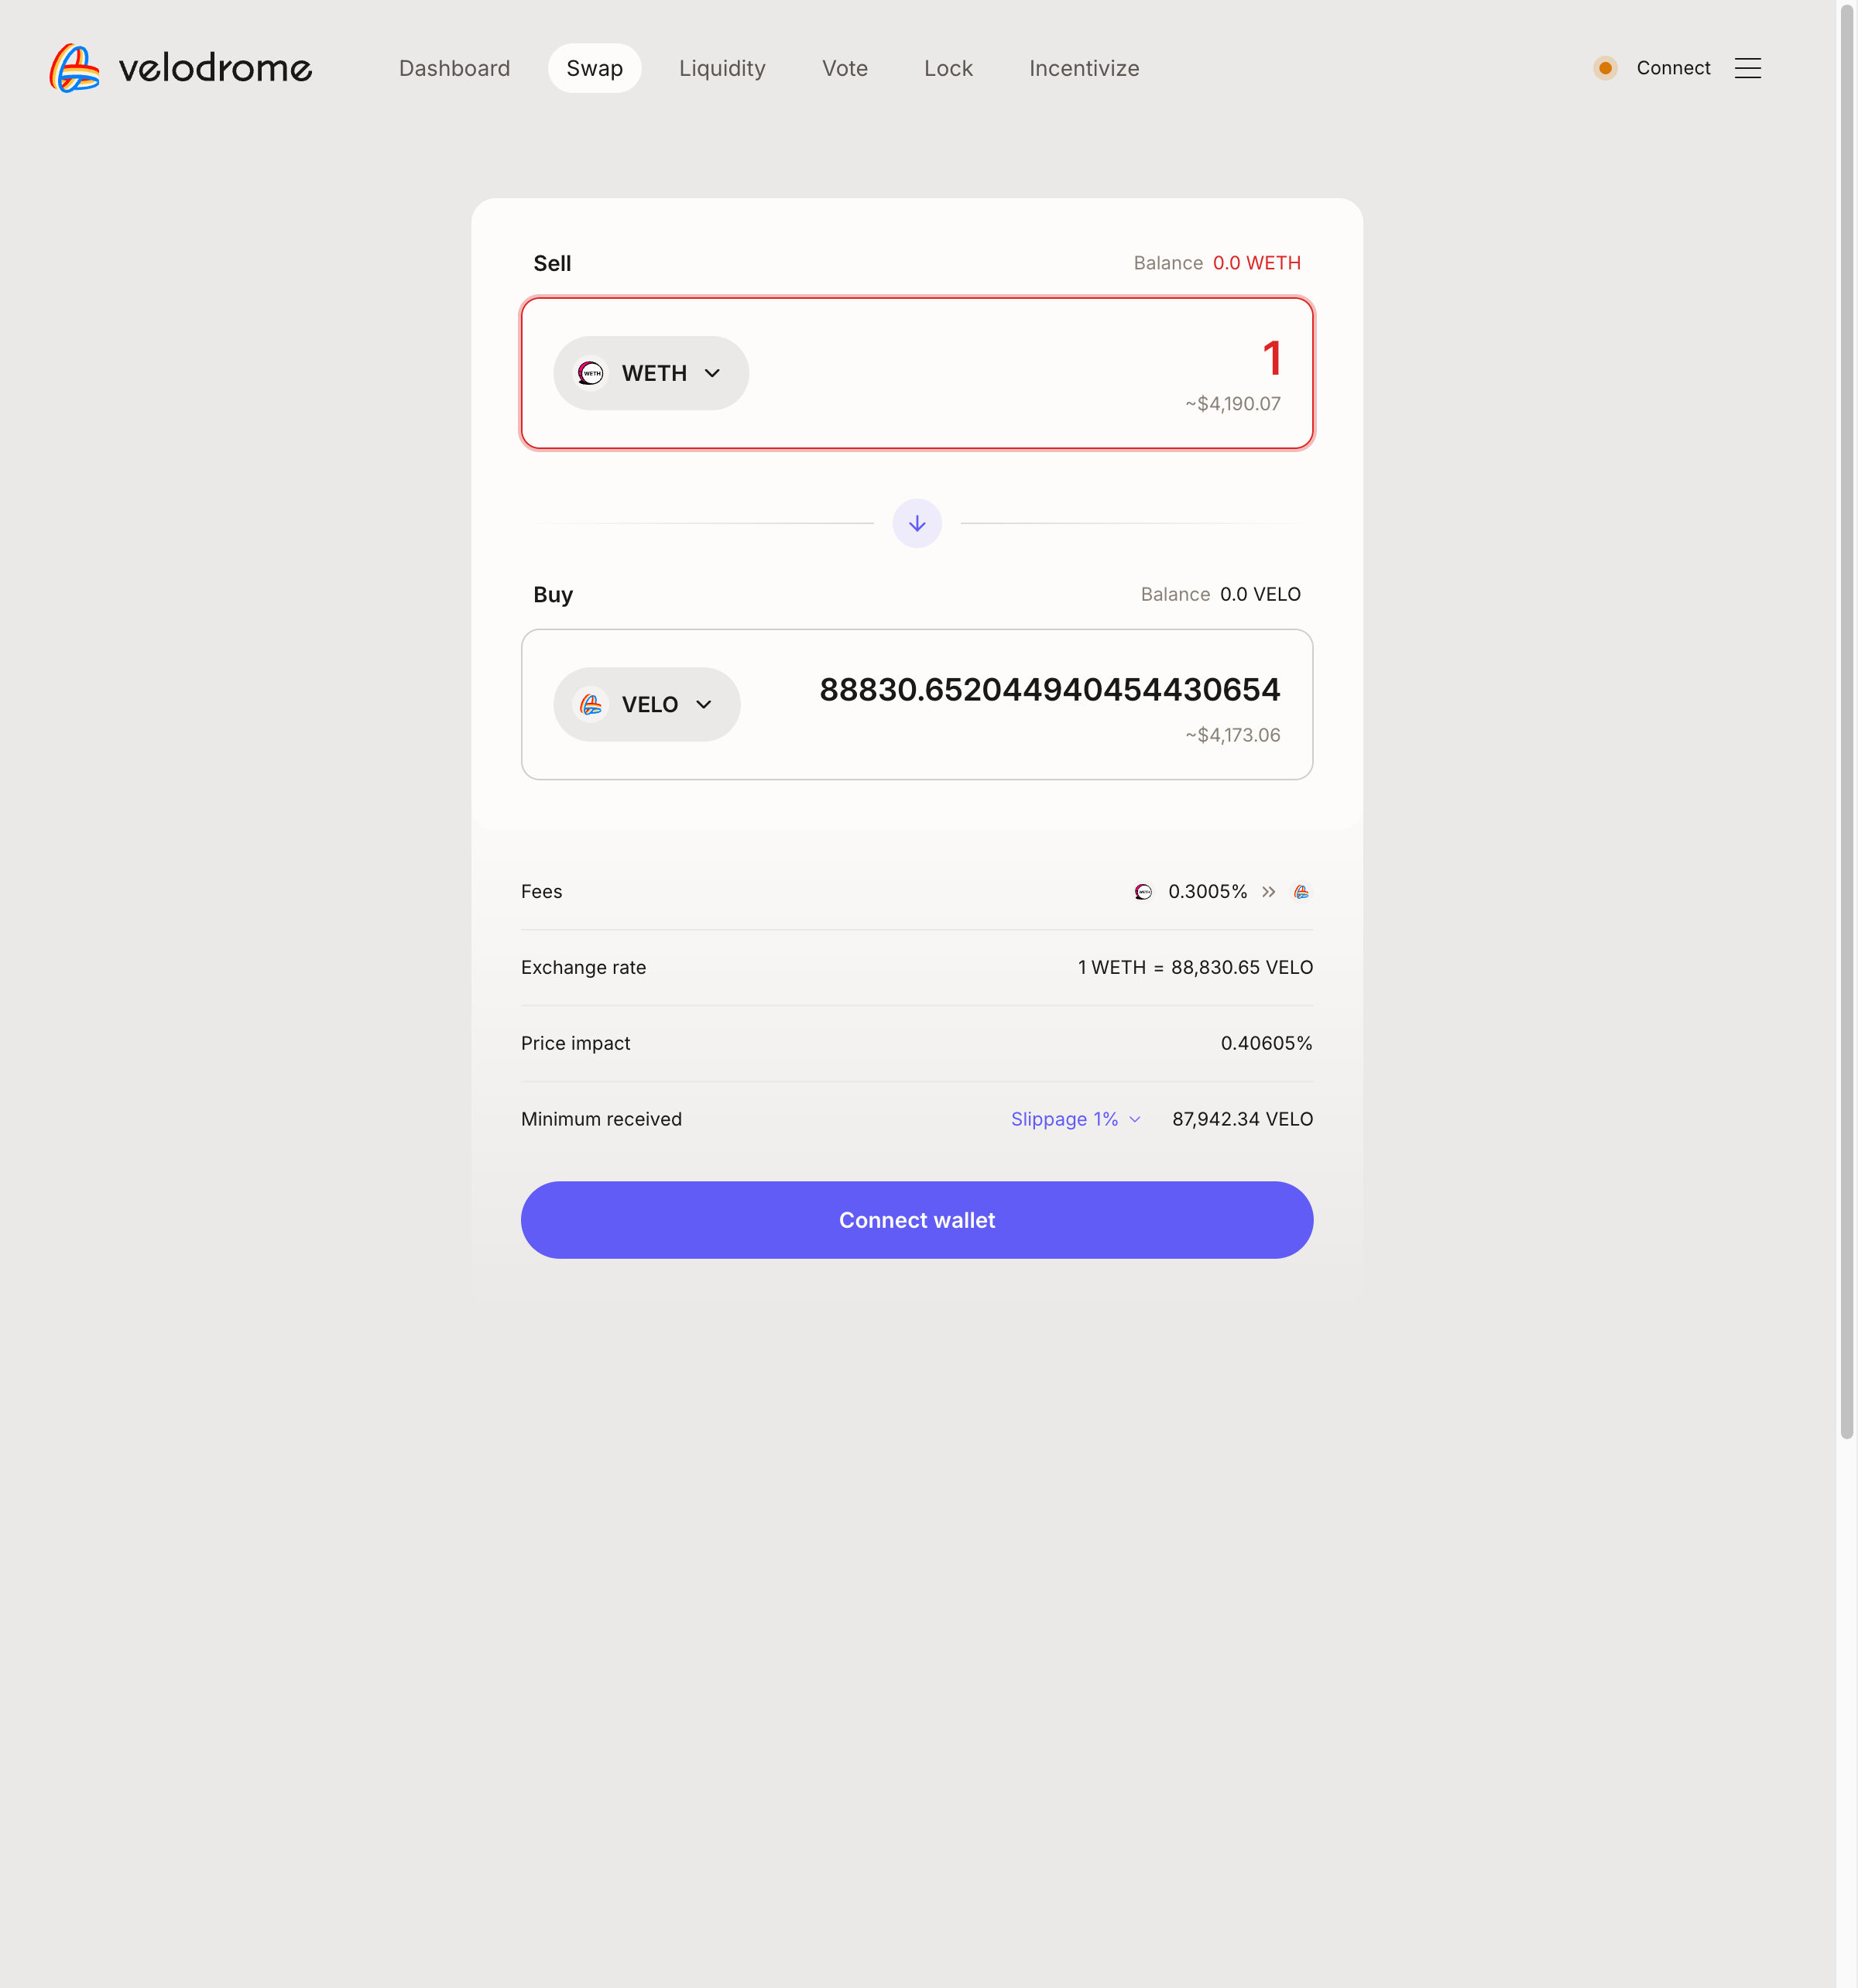 velodrome Dashboard Swap Liquidity Vote Lock Incentivize Connect
Sell Balance 0.0 WETH
WETH 1
~$4,190.07
Buy Balance 0.0 VELO
VELO 88830.652044940454430654
~$4,173.06
Fees WETH 0.3005%
Exchange rate 1 WETH = 88,830.65 VELO
Price impact 0.40605%
Minimum received Slippage 1% 87,942.34 VELO
Connect wallet